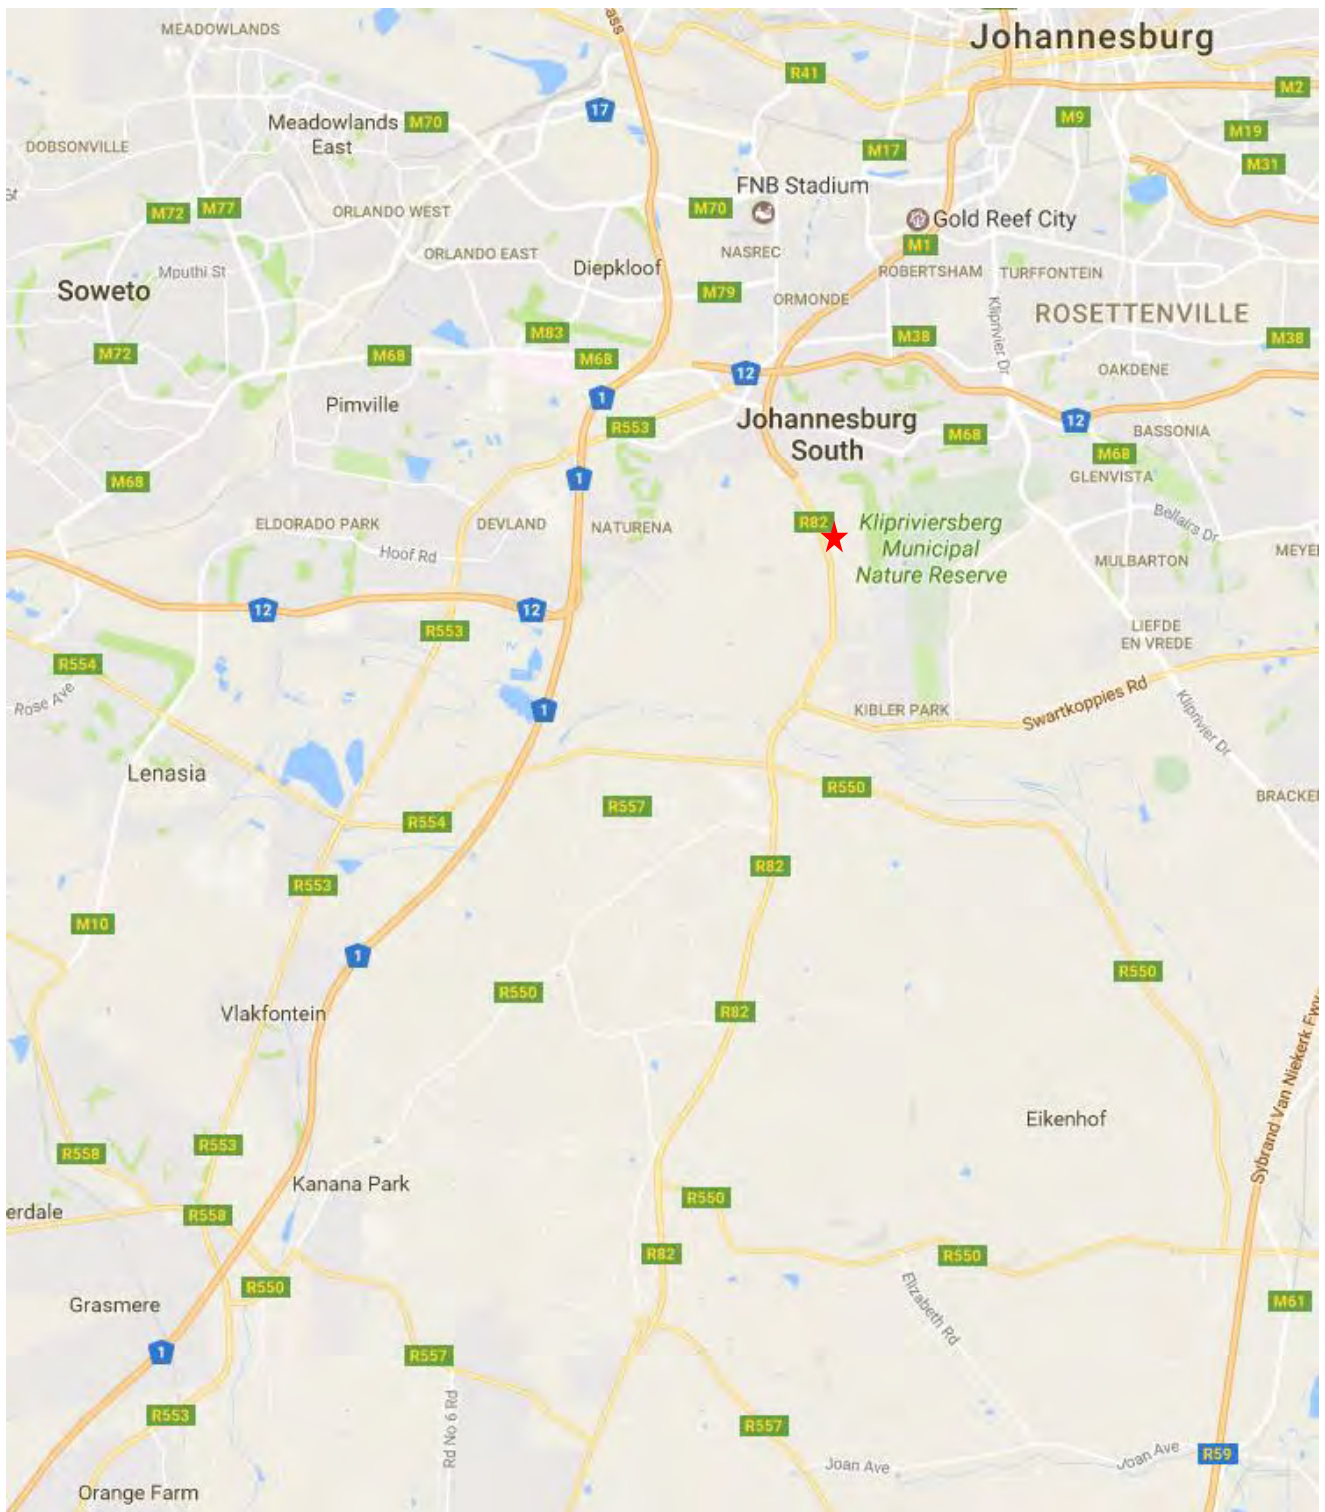 ass
Johannesburg
MEADOWLANDS
R41
M2
17
M9
Meadowlands
East
M70
M19
DOBSONVILLE
M17
M31
St
FNB Stadium
M72
M77
ORLANDO WEST
M70
Gold Reef City
M1
ORLANDO EAST
NASREC
Diepkloof
ROBERTSHAM
TURFFONTEIN
Mputhi St
Soweto
M79
ORMONDE
Kliprivier Dr
ROSETTENVILLE
M83
M38
M38
M72
M68
M68
12
OAKDENE
1
Pimville
Johannesburg
South
R553
M68
12
BASSONIA
M68
GLENVISTA
M68
1
ELDORADO PARK
DEVLAND
NATURENA
R82
Klipriviersberg
Municipal
Nature Reserve
Bellairs Dr
Hoof Rd
MEYE
MULBARTON
12
12
R553
LIEFDE
EN VREDE
R554
Rose Ave
1
KIBLER PARK
Swartkoppies Rd
Kliprivier Dr
Lenasia
R550
BRACKE
R557
R554
R82
R553
M10
1
R550
R550
Vlakfontein
R82
Sybrand Van Niekerk Fwy
Eikenhof
R553
R558
Kanana Park
R550
erdale
R558
R82
R550
R550
Elizabeth Rd
Grasmere
M61
1
R557
Rd No 6 Rd
R553
R557
Joan Ave
Joan Ave
R59
Orange Farm